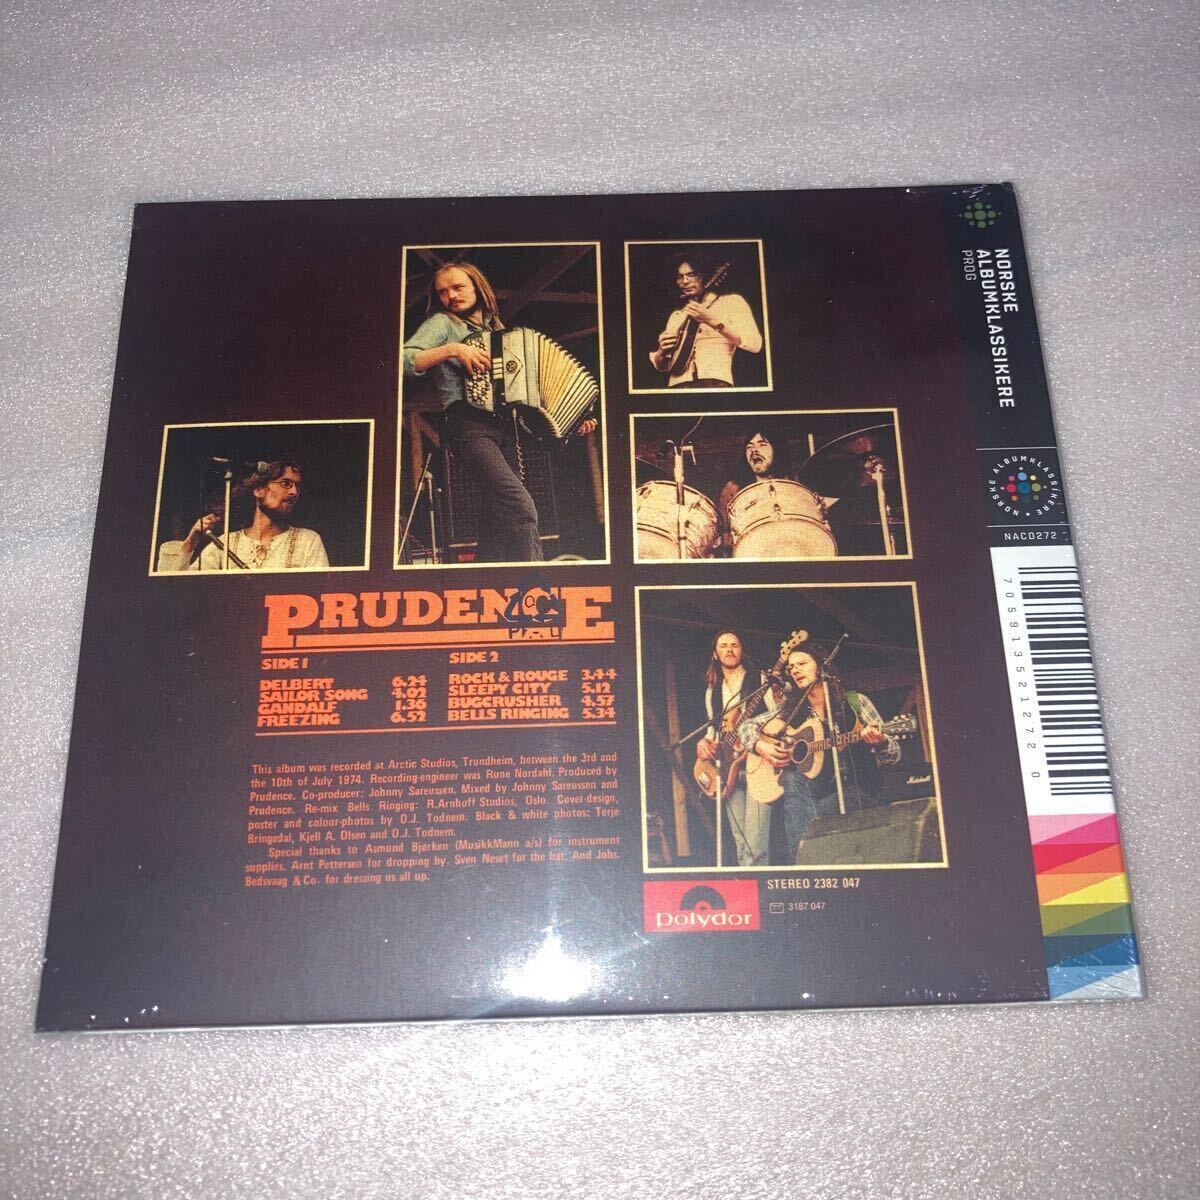 NORSKE
ALBUMKLASSIKERE
PROG
NORSKE ALBUMKLASSIKERE
NACD272
7 059135 212720
PRUDENCE
SIDE 1
DELBERT 6.24
SAILOR SONG 4.02
GANDALF 1.36
FREEZING 6.52
SIDE 2
ROCK & ROUGE 3.44
SLEEPY CITY 5.12
BUGCRUSHER 4.57
BELLS RINGING 5.34
This album was recorded at Arctic Studios, Trondheim, between the 3rd and
the 10th of July 1974. Recording-engineer was Rune Nordahl. Produced by
Prudence. Co-producer: Johnny Sareussen. Mixed by Johnny Sareussen and
Prudence. Re-mix Bells Ringing: R.Arnhoff Studios, Oslo. Cover-design,
poster and colour-photos by O.J. Todnem. Black & white photos: Terje
Bringedal, Kjell A. Olsen and O.J. Todnem.
Special thanks to Asmund Bjørken (MusikkMann a/s) for instrument
supplies. Arnt Pettersen for dropping by. Sven Neset for the hat. And Johs.
Bedsvaag & Co. for dressing us all up.
polydor
STEREO 2382 047
3187 047
Marshall